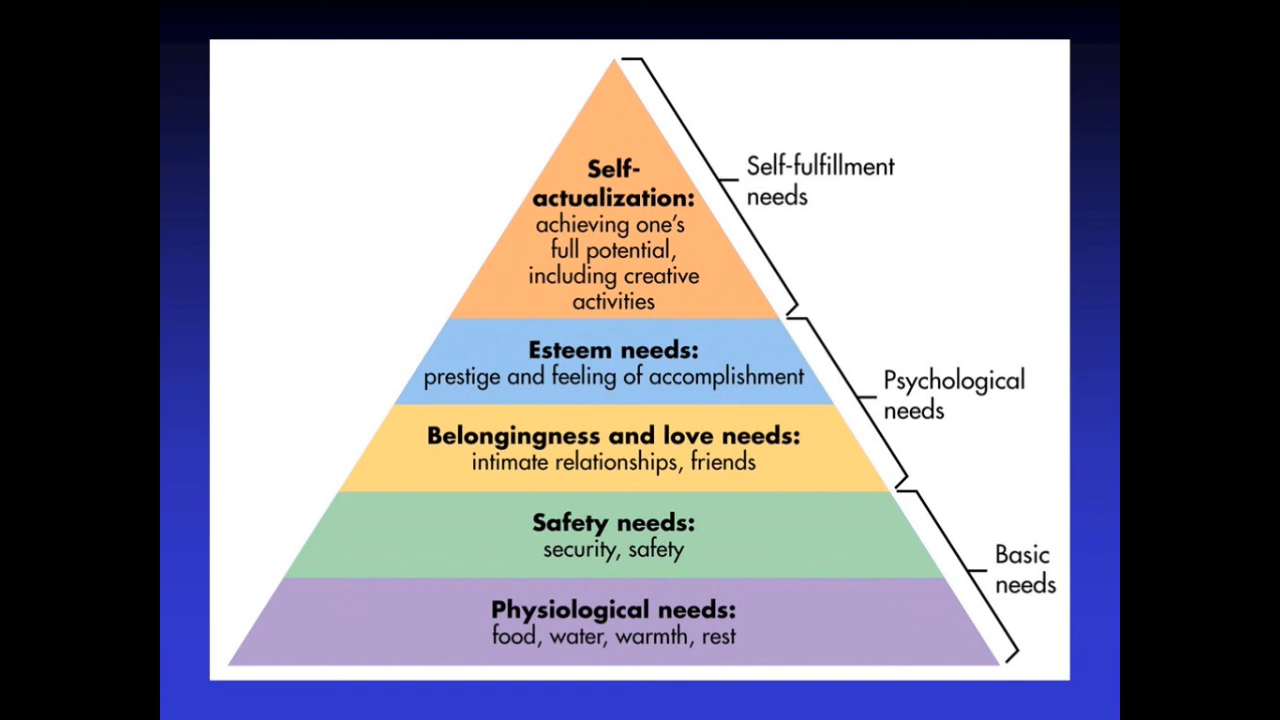 Self-
actualization:
achieving one's
full potential,
including creative
activities
Self-fulfillment
needs
Esteem needs:
prestige and feeling of accomplishment
Psychological
needs
Belongingness and love needs:
intimate relationships, friends
Safety needs:
security, safety
Basic
needs
Physiological needs:
food, water, warmth, rest